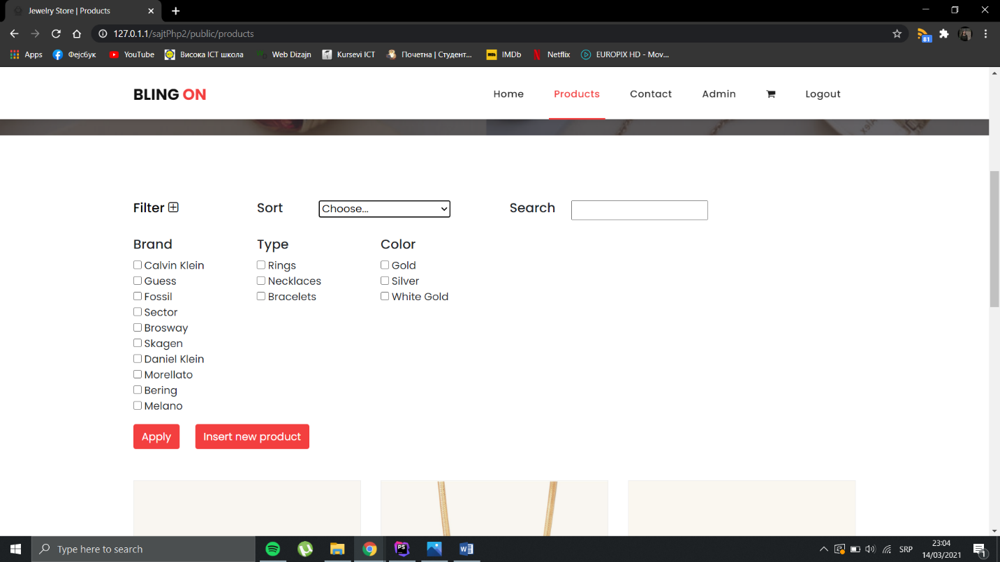 Jewelry Store | Products
127.0.1.1/sajtPhp2/public/products
81
Apps Фејсбук YouTube Висока ICT школа Web Dizajn Kursevi ICT Почетна | Студент... IMDb Netflix EUROPIX HD - Mov...
BLING ON Home Products Contact Admin Logout
Filter Sort Choose... Search
Brand Type Color
Calvin Klein Rings Gold
Guess Necklaces Silver
Fossil Bracelets White Gold
Sector
Brosway
Skagen
Daniel Klein
Morellato
Bering
Melano
Apply Insert new product
Type here to search PS W SRP 23:04
14/03/2021 1